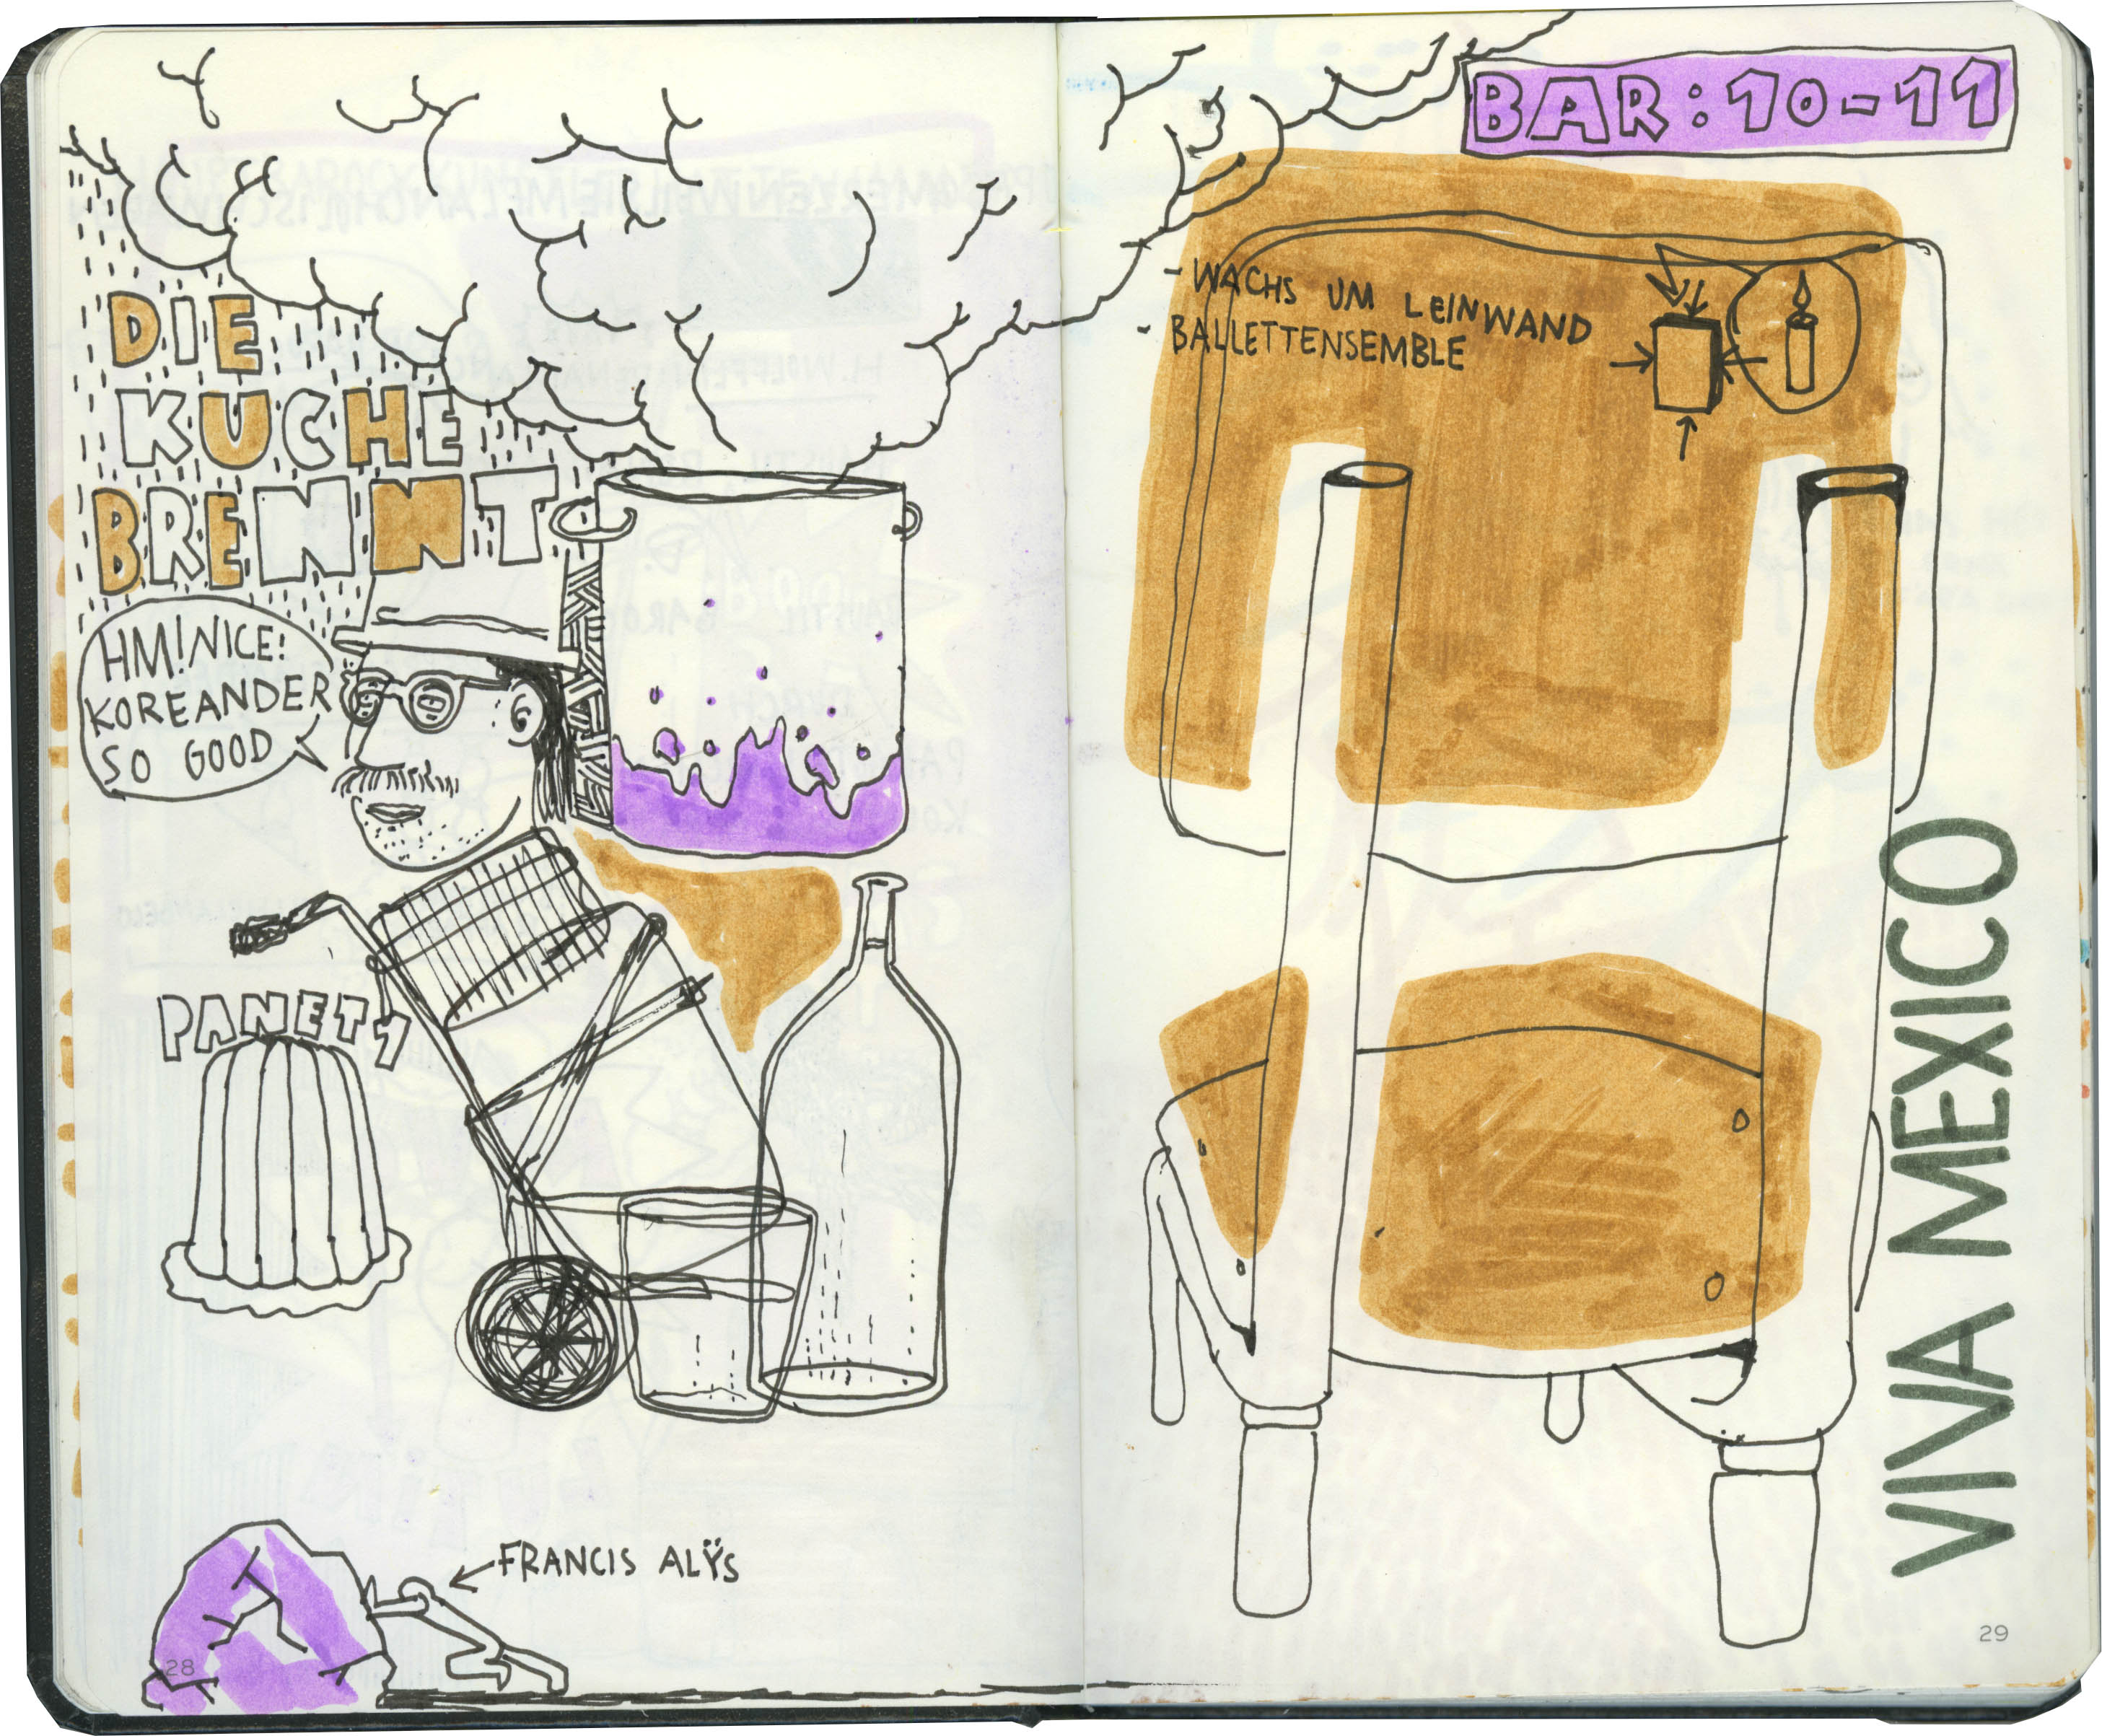 DIE
KUCHE
BRENNT
HM! NICE!
KOREANDER
SO GOOD
PANETY
FRANCIS ALŸS
28
BAR: 10-11
- WACHS UM LEINWAND
- BALLETTENSEMBLE
VIVA MEXICO
29